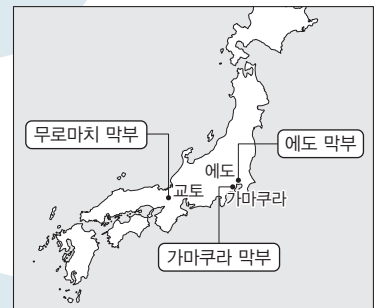 무로마치 막부
에도 막부
에도
교토
가마쿠라
가마쿠라 막부